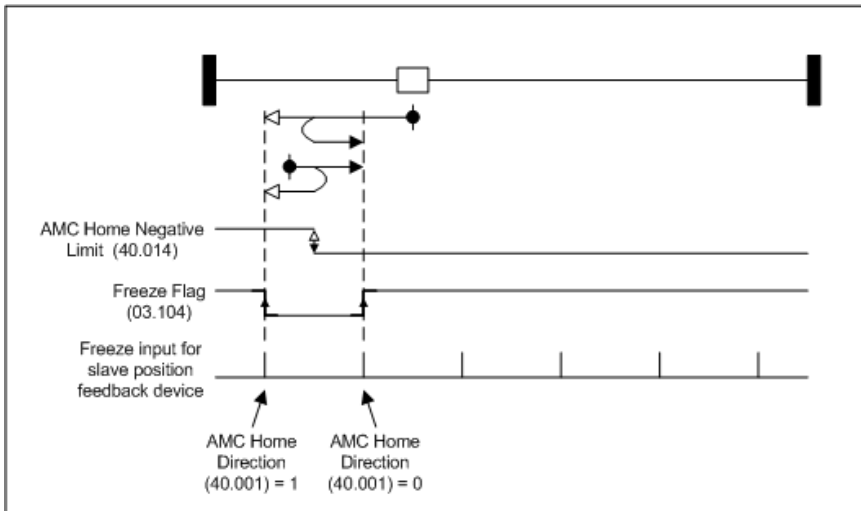 AMC Home Negative
Limit (40.014)
Freeze Flag
(03.104)
Freeze input for
slave position
feedback device
AMC Home
Direction
(40.001) = 1
AMC Home
Direction
(40.001) = 0